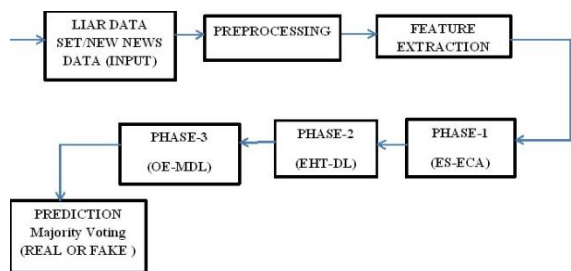 LIAR DATA
SET/NEW NEWS
DATA (INPUT)
PREPROCESSING
FEATURE
EXTRACTION
PHASE-1
(ES-ECA)
PHASE-2
(EHT-DL)
PHASE-3
(OE-MDL)
PREDICTION
Majority Voting
(REAL OR FAKE )